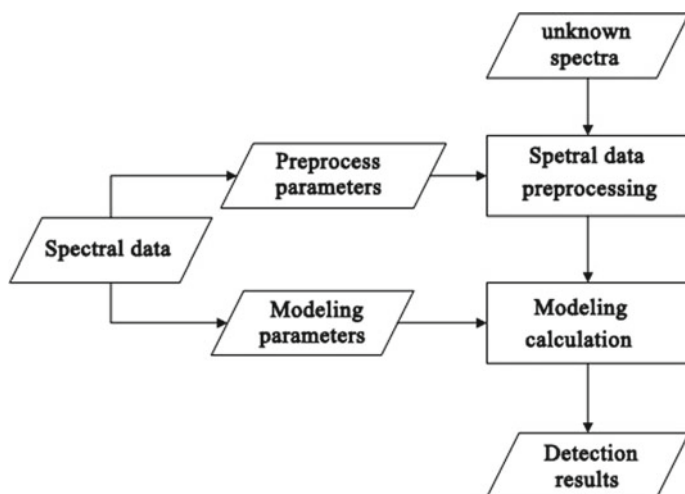 unknown
spectra
Preprocess
parameters
Spetral data
preprocessing
Spectral data
Modeling
parameters
Modeling
calculation
Detection
results